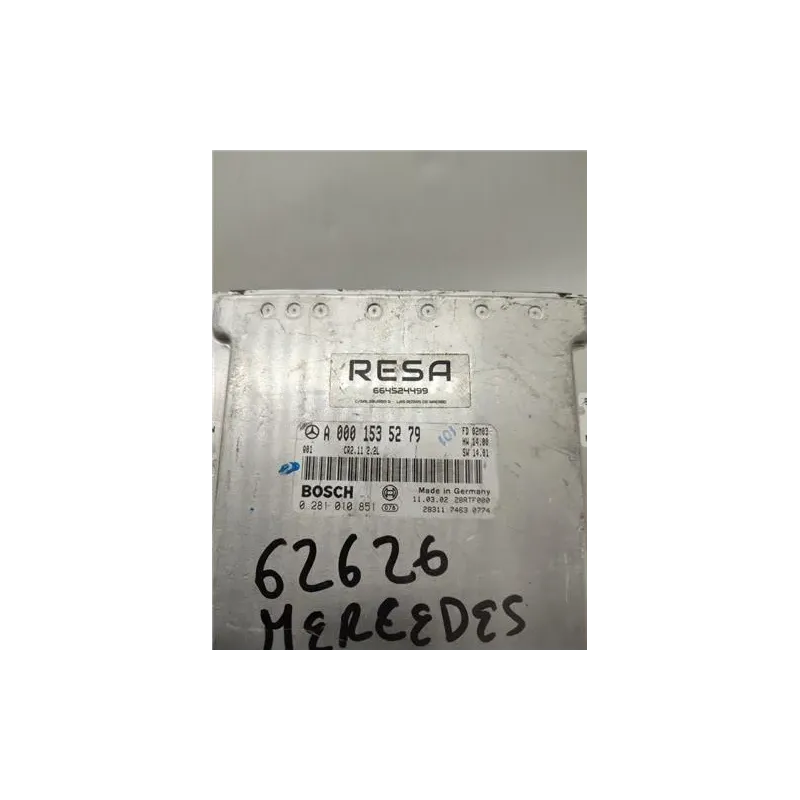 RESA
664524499
A 000 153 52 79
101
FD 02M03
HW 14.00
001 CR2.11 2.2L
SW 14.01
BOSCH
Made in Germany
0 281 010 851
11.03.02 28RTF000
28311 7463 0774
62626
MERCEDES